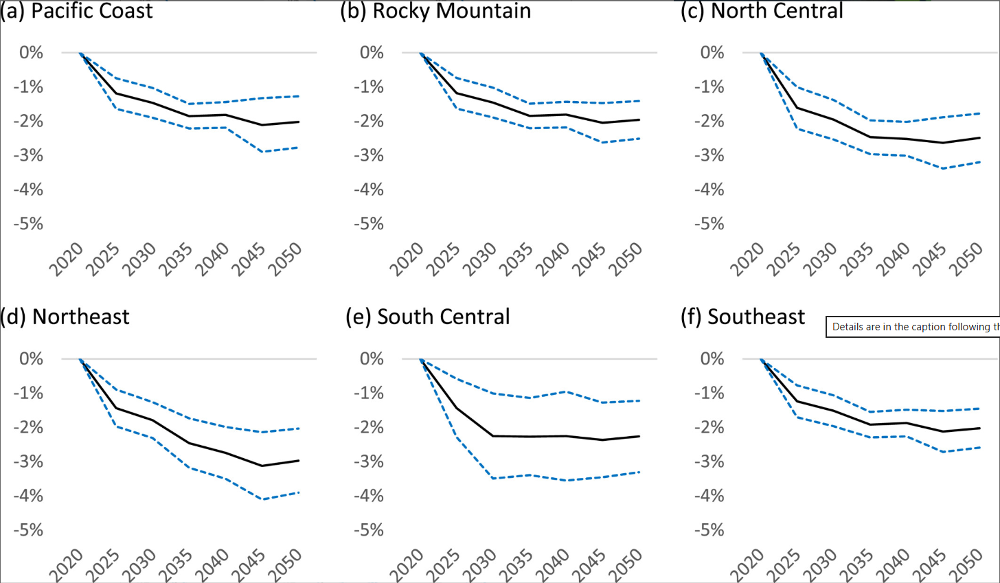 (a) Pacific Coast
0%
-1%
-2%
-3%
-4%
-5%
2020 2025 2030 2035 2040 2045 2050
(b) Rocky Mountain
0%
-1%
-2%
-3%
-4%
-5%
2020 2025 2030 2035 2040 2045 2050
(c) North Central
0%
-1%
-2%
-3%
-4%
-5%
2020 2025 2030 2035 2040 2045 2050
(d) Northeast
0%
-1%
-2%
-3%
-4%
-5%
2020 2025 2030 2035 2040 2045 2050
(e) South Central
0%
-1%
-2%
-3%
-4%
-5%
2020 2025 2030 2035 2040 2045 2050
(f) Southeast
Details are in the caption following
0%
-1%
-2%
-3%
-4%
-5%
2020 2025 2030 2035 2040 2045 2050